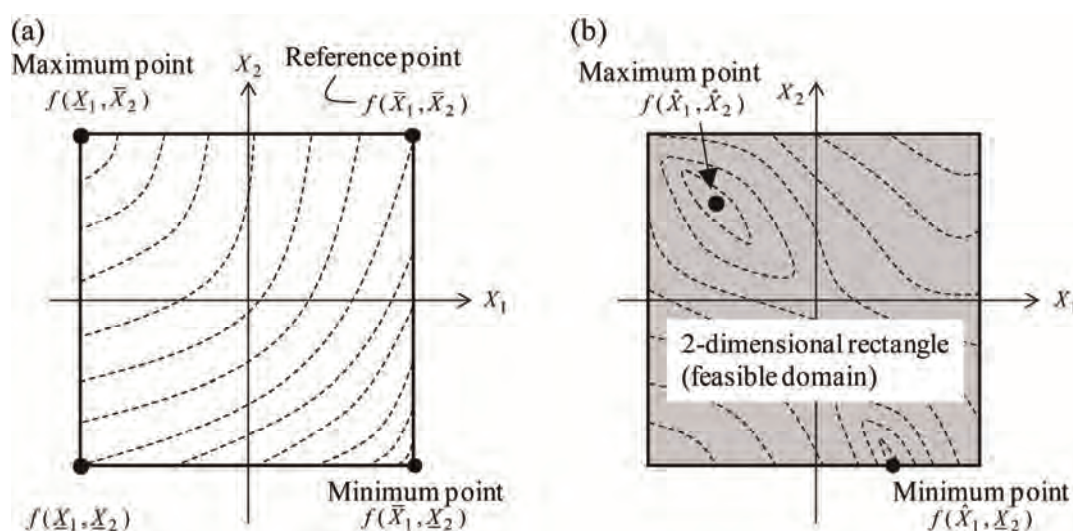 (a)
Maximum point
f(X̲₁, X̄₂)
X₂
Reference point
f(X̄₁, X̄₂)
X₁
f(X̲₁, X̲₂)
Minimum point
f(X̄₁, X̲₂)
(b)
Maximum point
f(X̂₁, X̂₂)
X₂
X₁
2-dimensional rectangle
(feasible domain)
Minimum point
f(X̂₁, X̲₂)